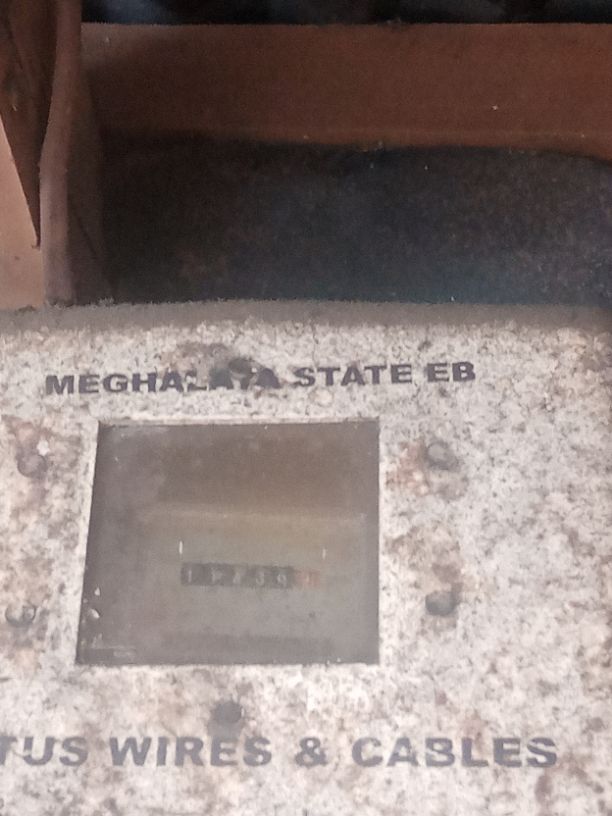 MEGHALAYA STATE EB
TUS WIRES & CABLES